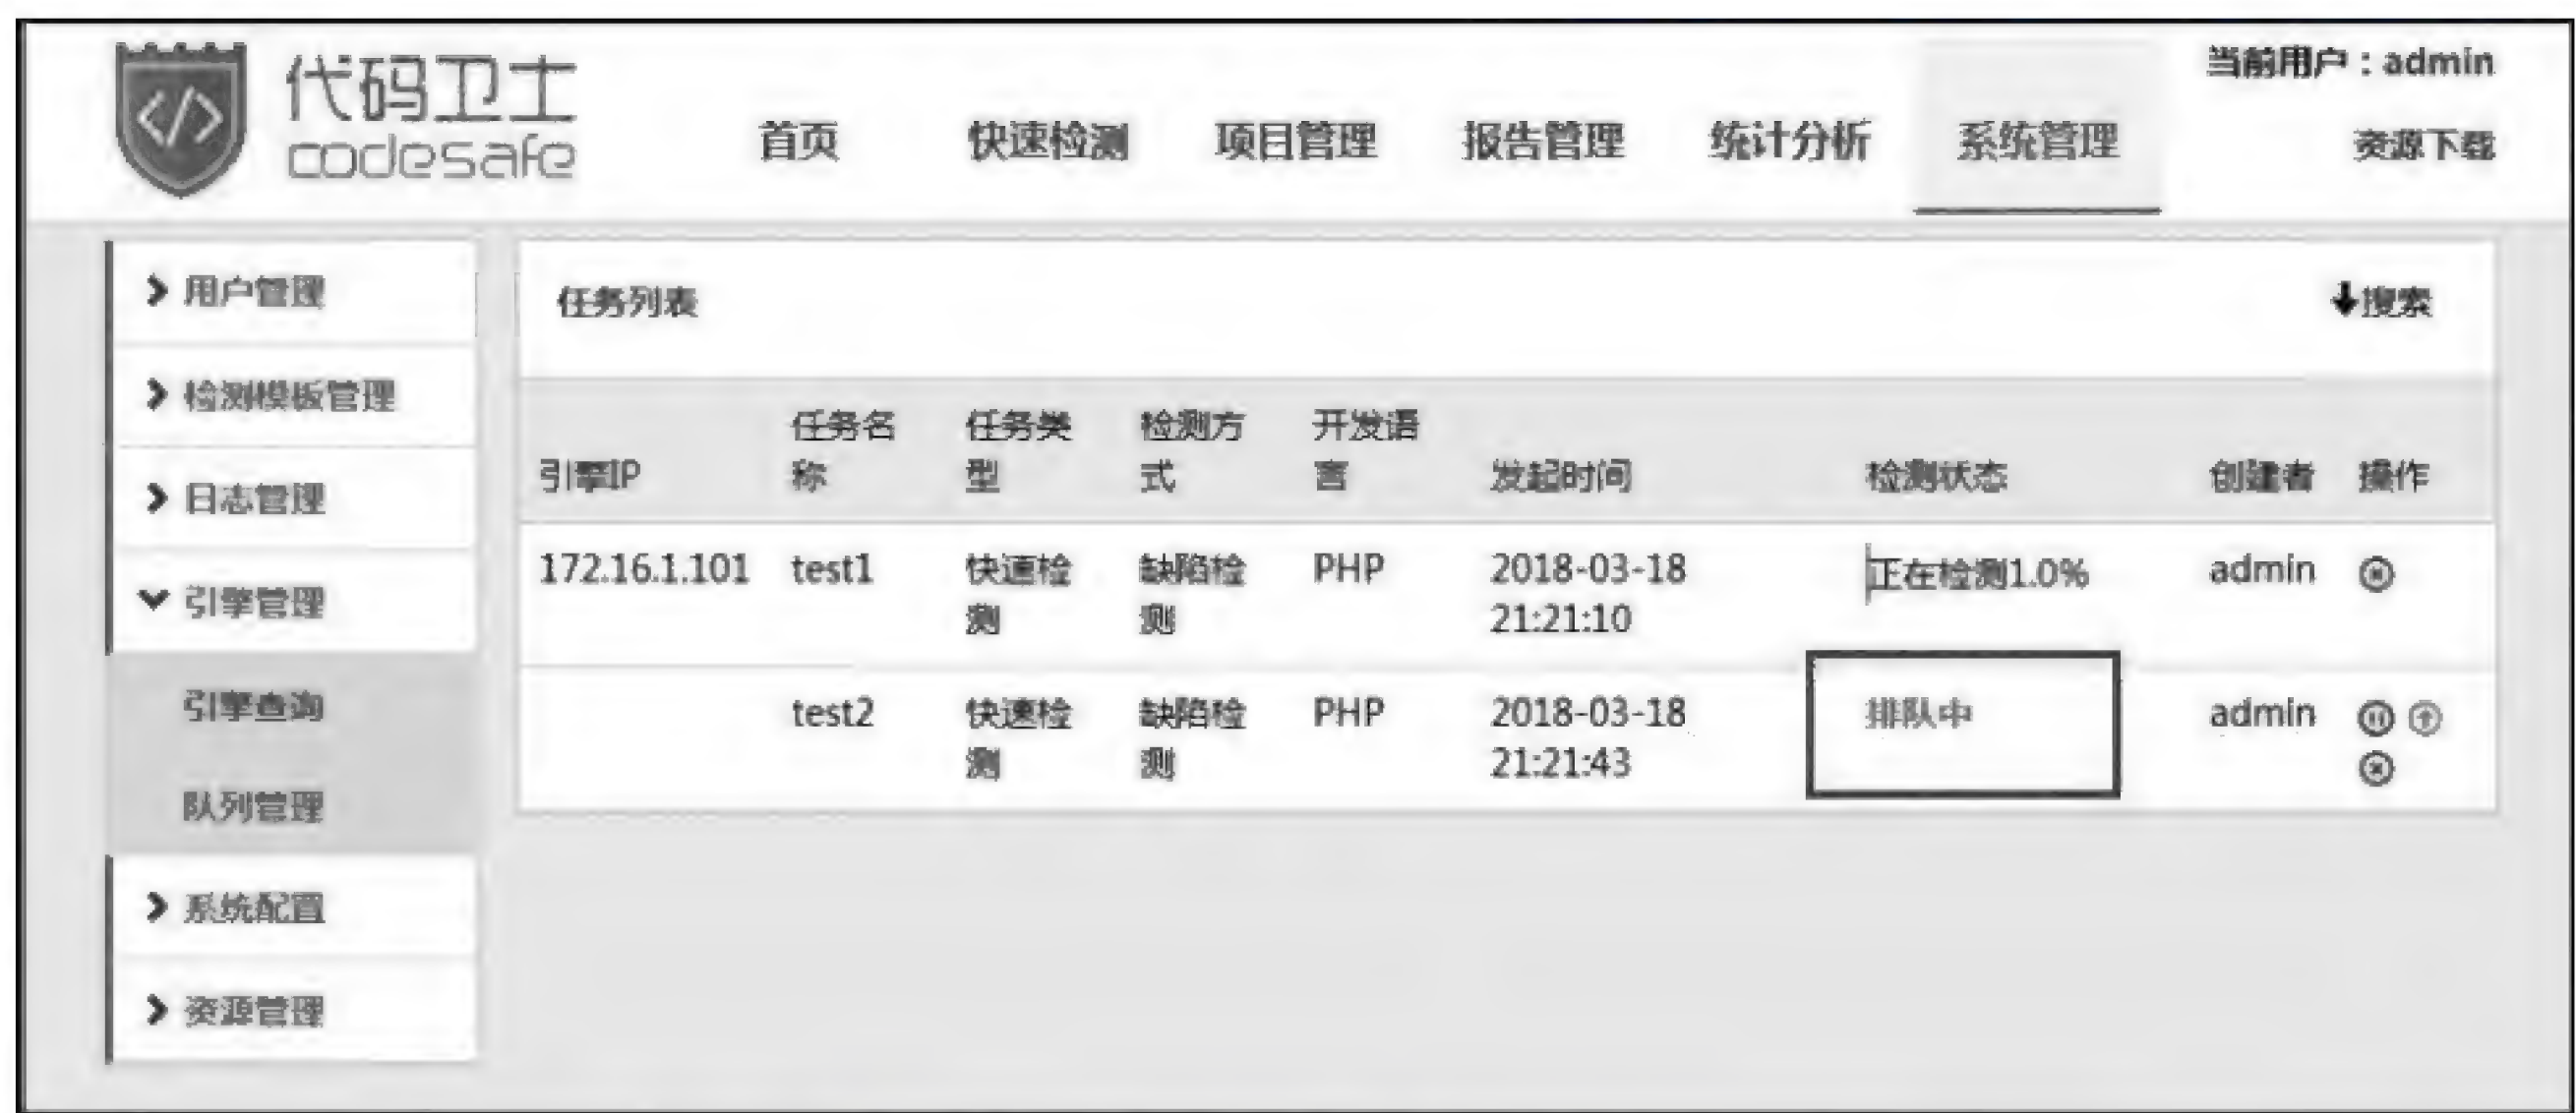 代码卫士
codesafe
首页 快速检测 项目管理 报告管理 统计分析 系统管理
当前用户：admin
资源下载
用户管理
检测模板管理
日志管理
引擎管理
引擎查询
队列管理
系统配置
资源管理
任务列表 搜索
引擎IP 任务名称 任务类型 检测方式 开发语言 发起时间 检测状态 创建者 操作
172.16.1.101 test1 快速检测 缺陷检测 PHP 2018-03-18 21:21:10 正在检测1.0% admin
test2 快速检测 缺陷检测 PHP 2018-03-18 21:21:43 排队中 admin